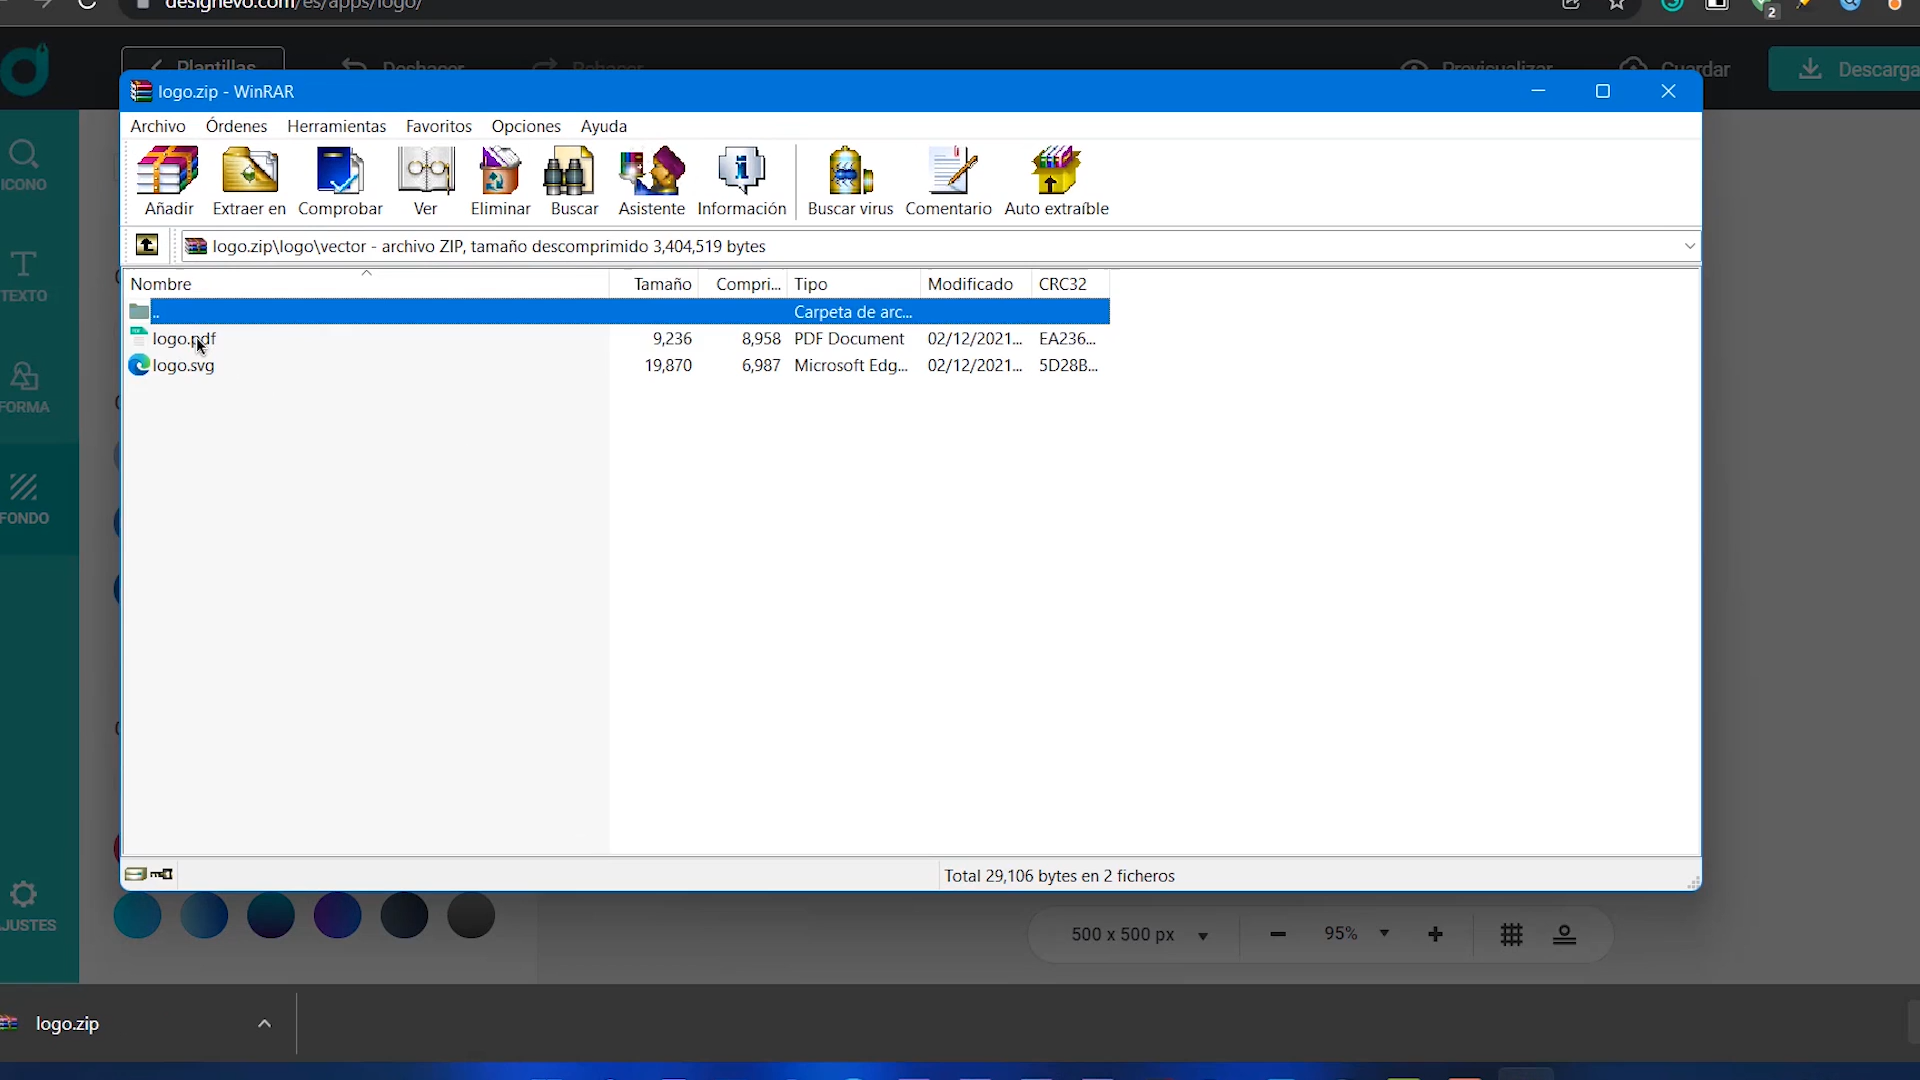 designevo.com/es/apps/logo/
2
Plantillas
Deshacer
Rehacer
Previsualizar
Guardar
Descarga
logo.zip - WinRAR
Archivo Órdenes Herramientas Favoritos Opciones Ayuda
Añadir Extraer en Comprobar Ver Eliminar Buscar Asistente Información Buscar virus Comentario Auto extraíble
logo.zip\logo\vector - archivo ZIP, tamaño descomprimido 3,404,519 bytes
Nombre Tamaño Compri... Tipo Modificado CRC32
.. Carpeta de arc...
logo.pdf 9,236 8,958 PDF Document 02/12/2021... EA236...
logo.svg 19,870 6,987 Microsoft Edg... 02/12/2021... 5D28B...
ICONO
TEXTO
FORMA
FONDO
JUSTES
Total 29,106 bytes en 2 ficheros
500 x 500 px
95%
logo.zip